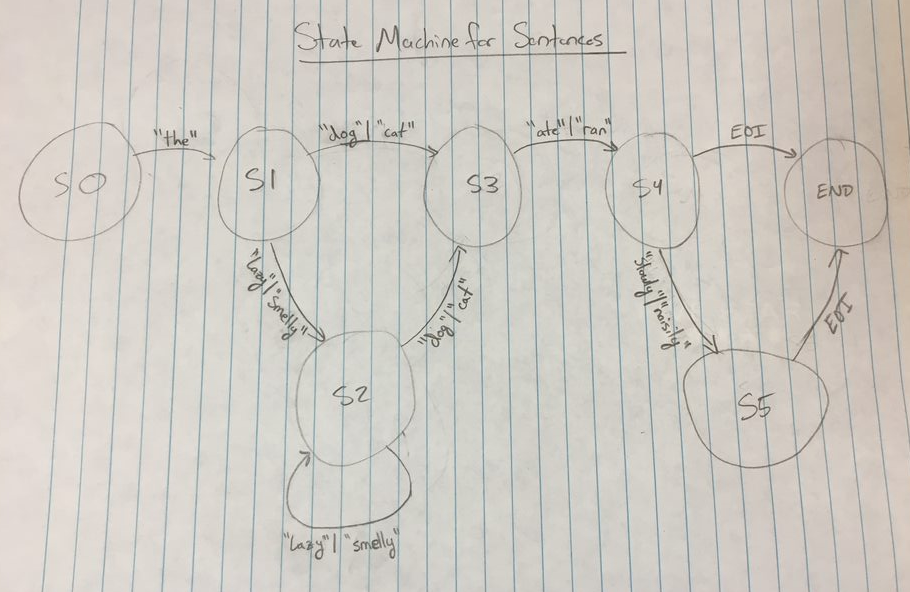 State Machine for Sentences
"the"
"dog" | "cat"
"ate" | "ran"
EOI
S0
S1
S3
S4
END
"lazy" | "smelly"
"dog" | "cat"
"slowly" | "noisily"
EOI
S2
S5
"lazy" | "smelly"